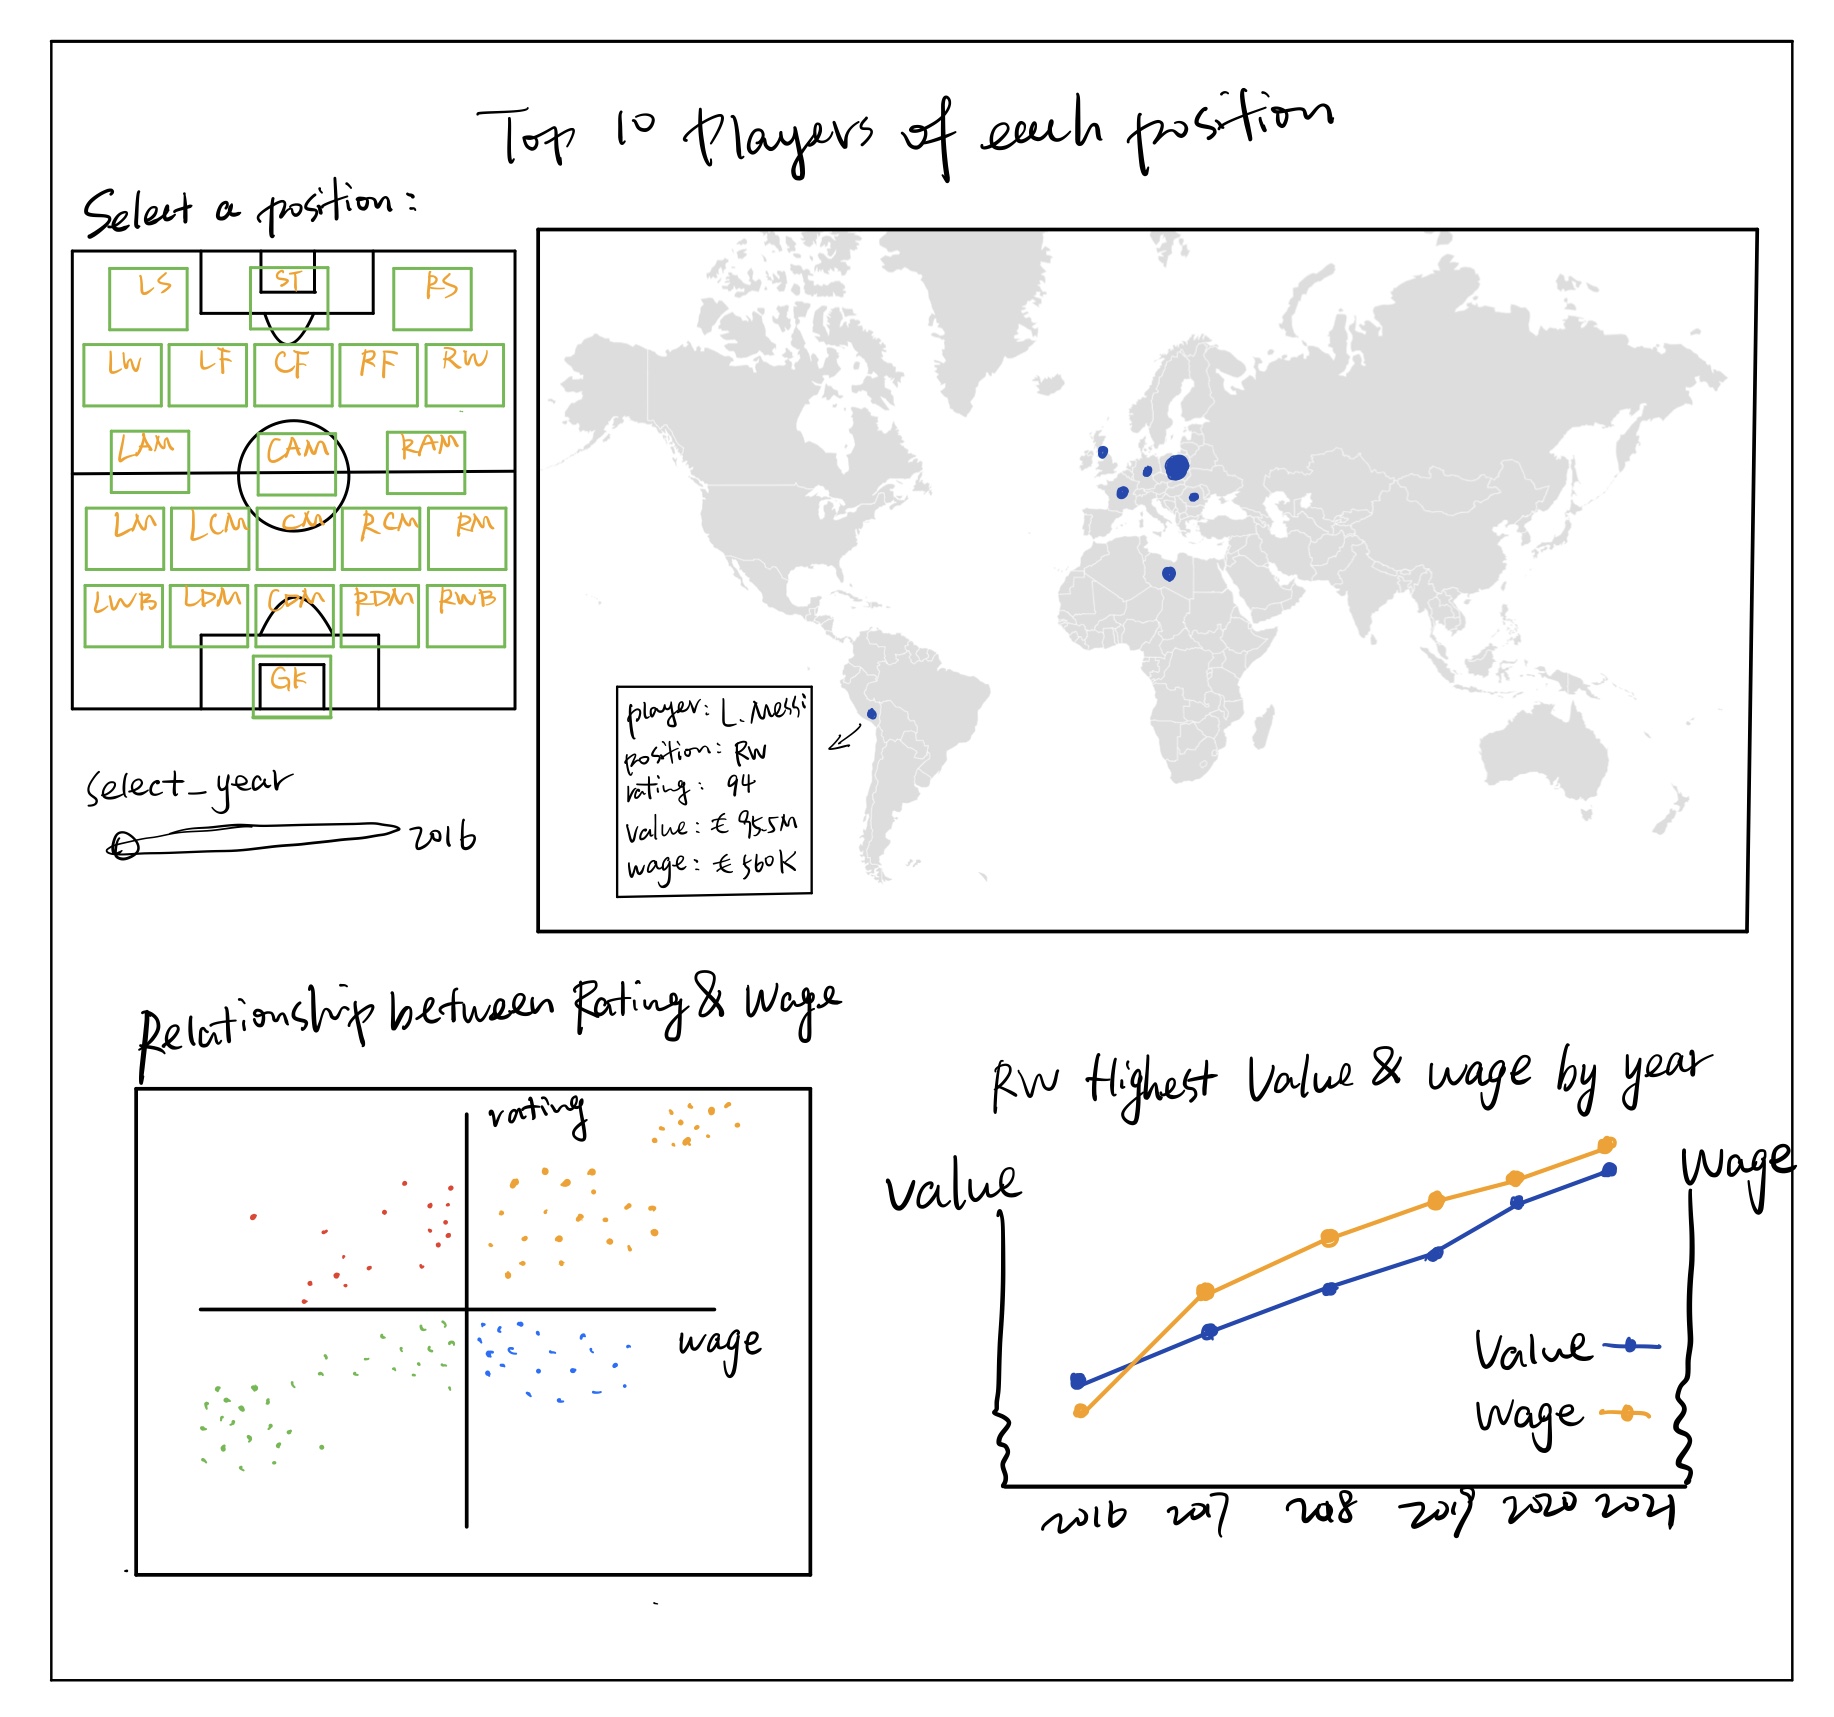 Top 10 Players of each position
Select a position:
LS ST RS
LW LF CF RF RW
LAM CAM RAM
LM LCM CM RCM RM
LWB LDM CDM RDM RWB
GK
select_year
2016
player: L. Messi
position: RW
rating: 94
value: € 95.5M
wage: € 560K
Relationship between Rating & Wage
rating
wage
RW Highest Value & wage by year
Value
Wage
Value
Wage
2016 2017 2018 2019 2020 2021